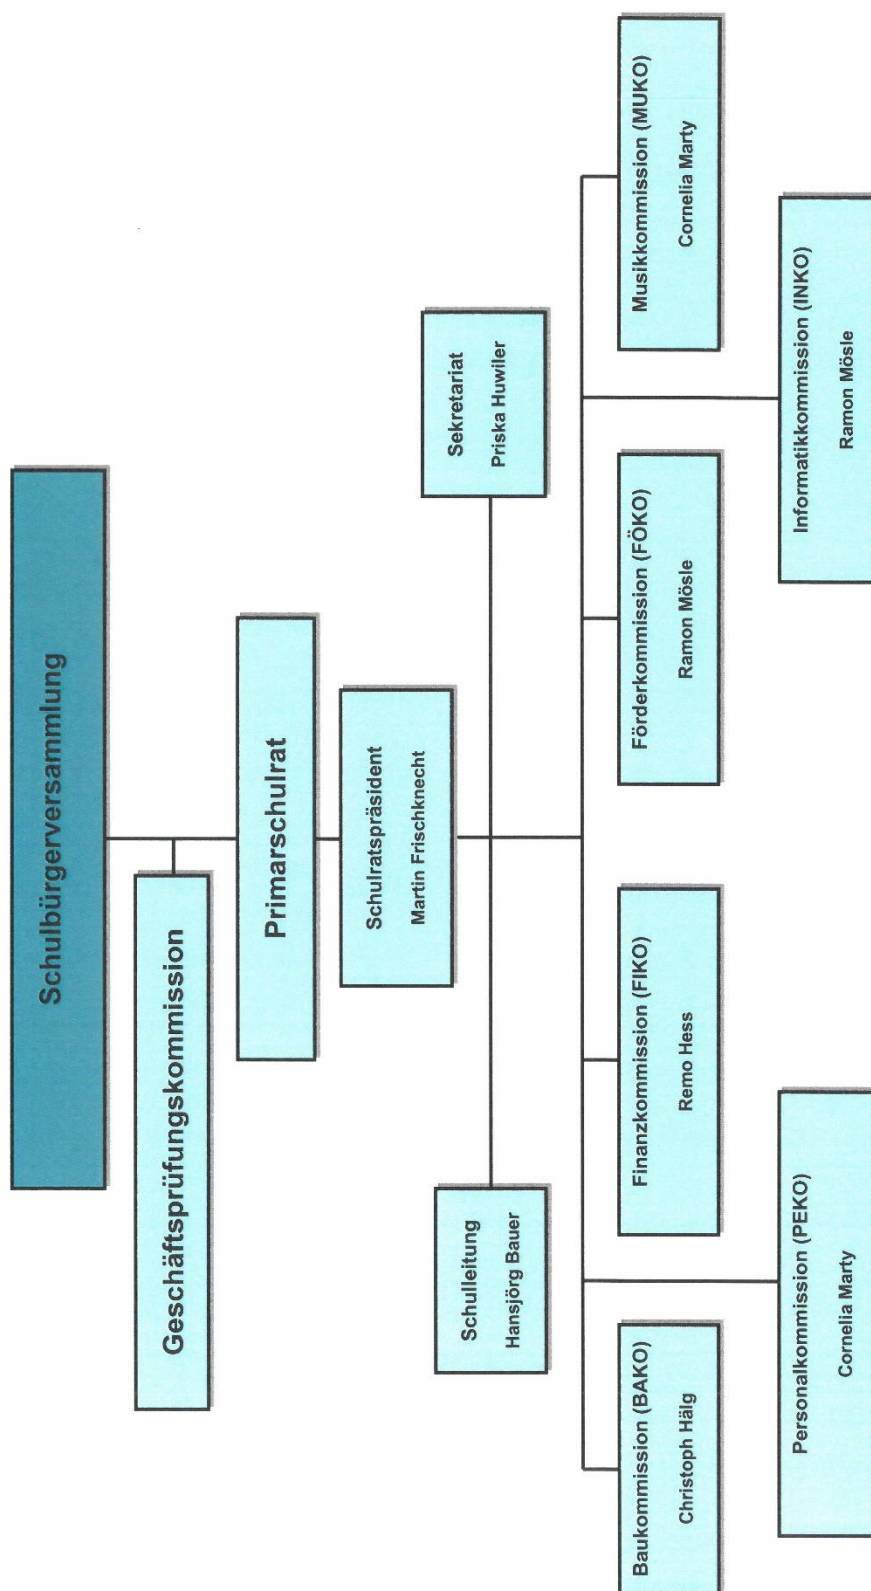 Schulbürgerversammlung
Geschäftsprüfungskommission
Primarschulrat
Schulratspräsident
Martin Frischknecht
Schulleitung
Hansjörg Bauer
Sekretariat
Priska Huwiler
Baukommission (BAKO)
Christoph Hälg
Finanzkommission (FIKO)
Remo Hess
Förderkommission (FÖKO)
Ramon Mösle
Musikkommission (MUKO)
Cornelia Marty
Personalkommission (PEKO)
Cornelia Marty
Informatikkommission (INKO)
Ramon Mösle